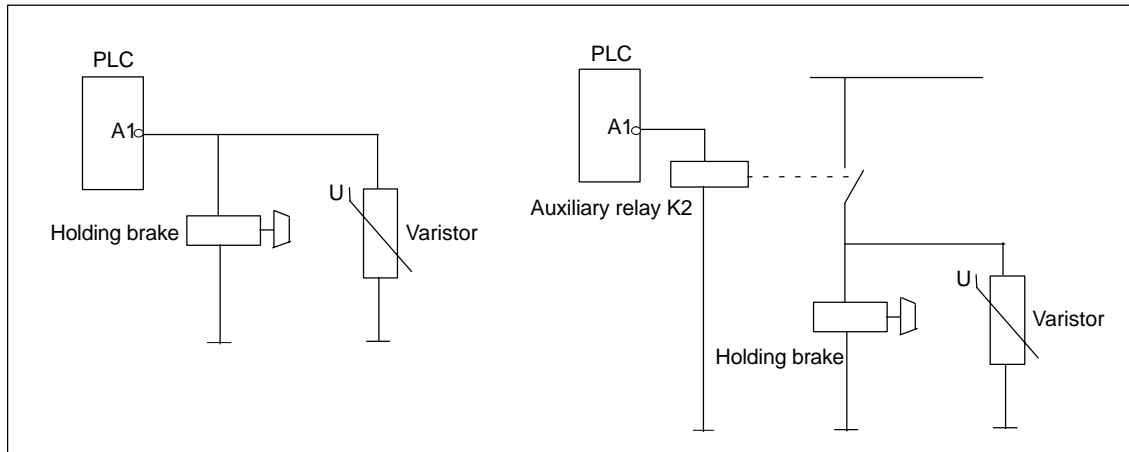 PLC
A1
U
Holding brake
Varistor
PLC
A1
Auxiliary relay K2
U
Varistor
Holding brake